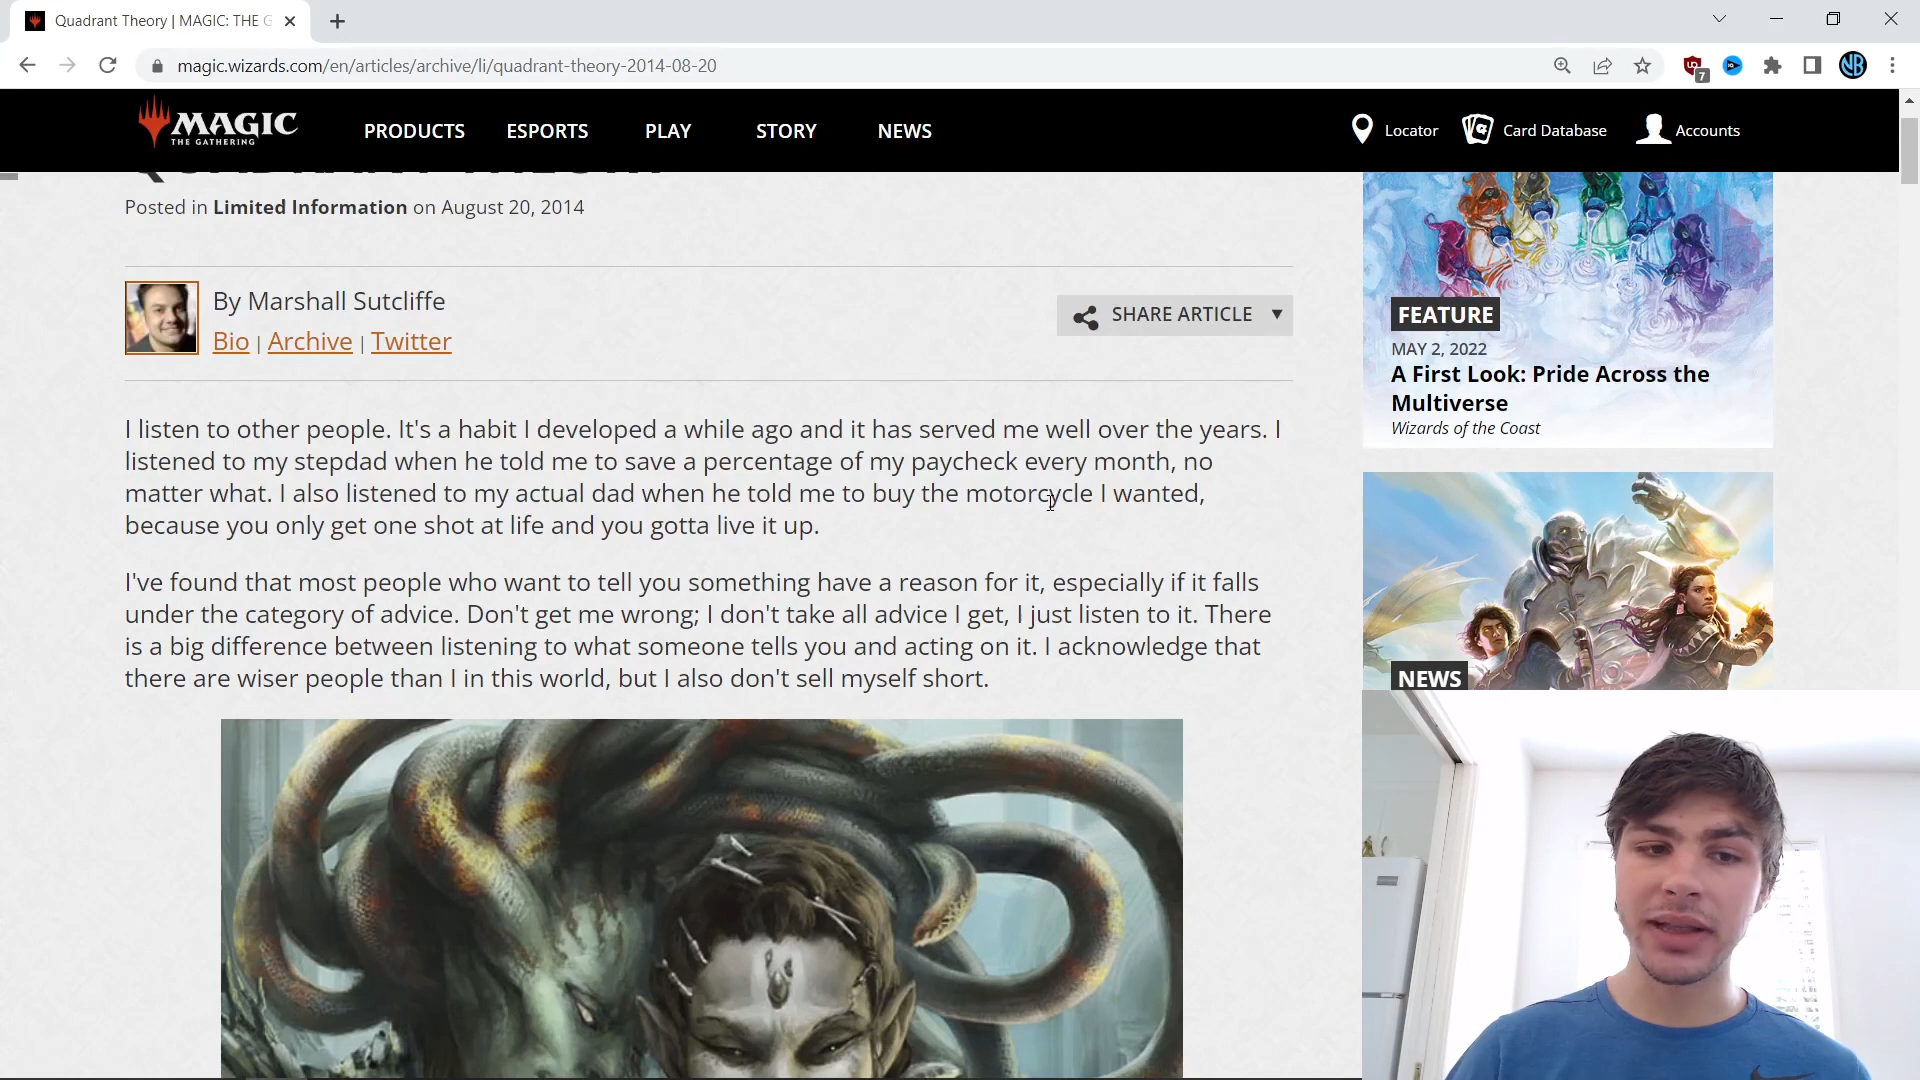 Quadrant Theory | MAGIC: THE G
magic.wizards.com/en/articles/archive/li/quadrant-theory-2014-08-20
7
NB
MAGIC
THE GATHERING
PRODUCTS
ESPORTS
PLAY
STORY
NEWS
Locator
Card Database
Accounts
Posted in Limited Information on August 20, 2014
By Marshall Sutcliffe
Bio | Archive | Twitter
SHARE ARTICLE
I listen to other people. It's a habit I developed a while ago and it has served me well over the years. I
listened to my stepdad when he told me to save a percentage of my paycheck every month, no
matter what. I also listened to my actual dad when he told me to buy the motorcycle I wanted,
because you only get one shot at life and you gotta live it up.
I've found that most people who want to tell you something have a reason for it, especially if it falls
under the category of advice. Don't get me wrong; I don't take all advice I get, I just listen to it. There
is a big difference between listening to what someone tells you and acting on it. I acknowledge that
there are wiser people than I in this world, but I also don't sell myself short.
FEATURE
MAY 2, 2022
A First Look: Pride Across the
Multiverse
Wizards of the Coast
NEWS